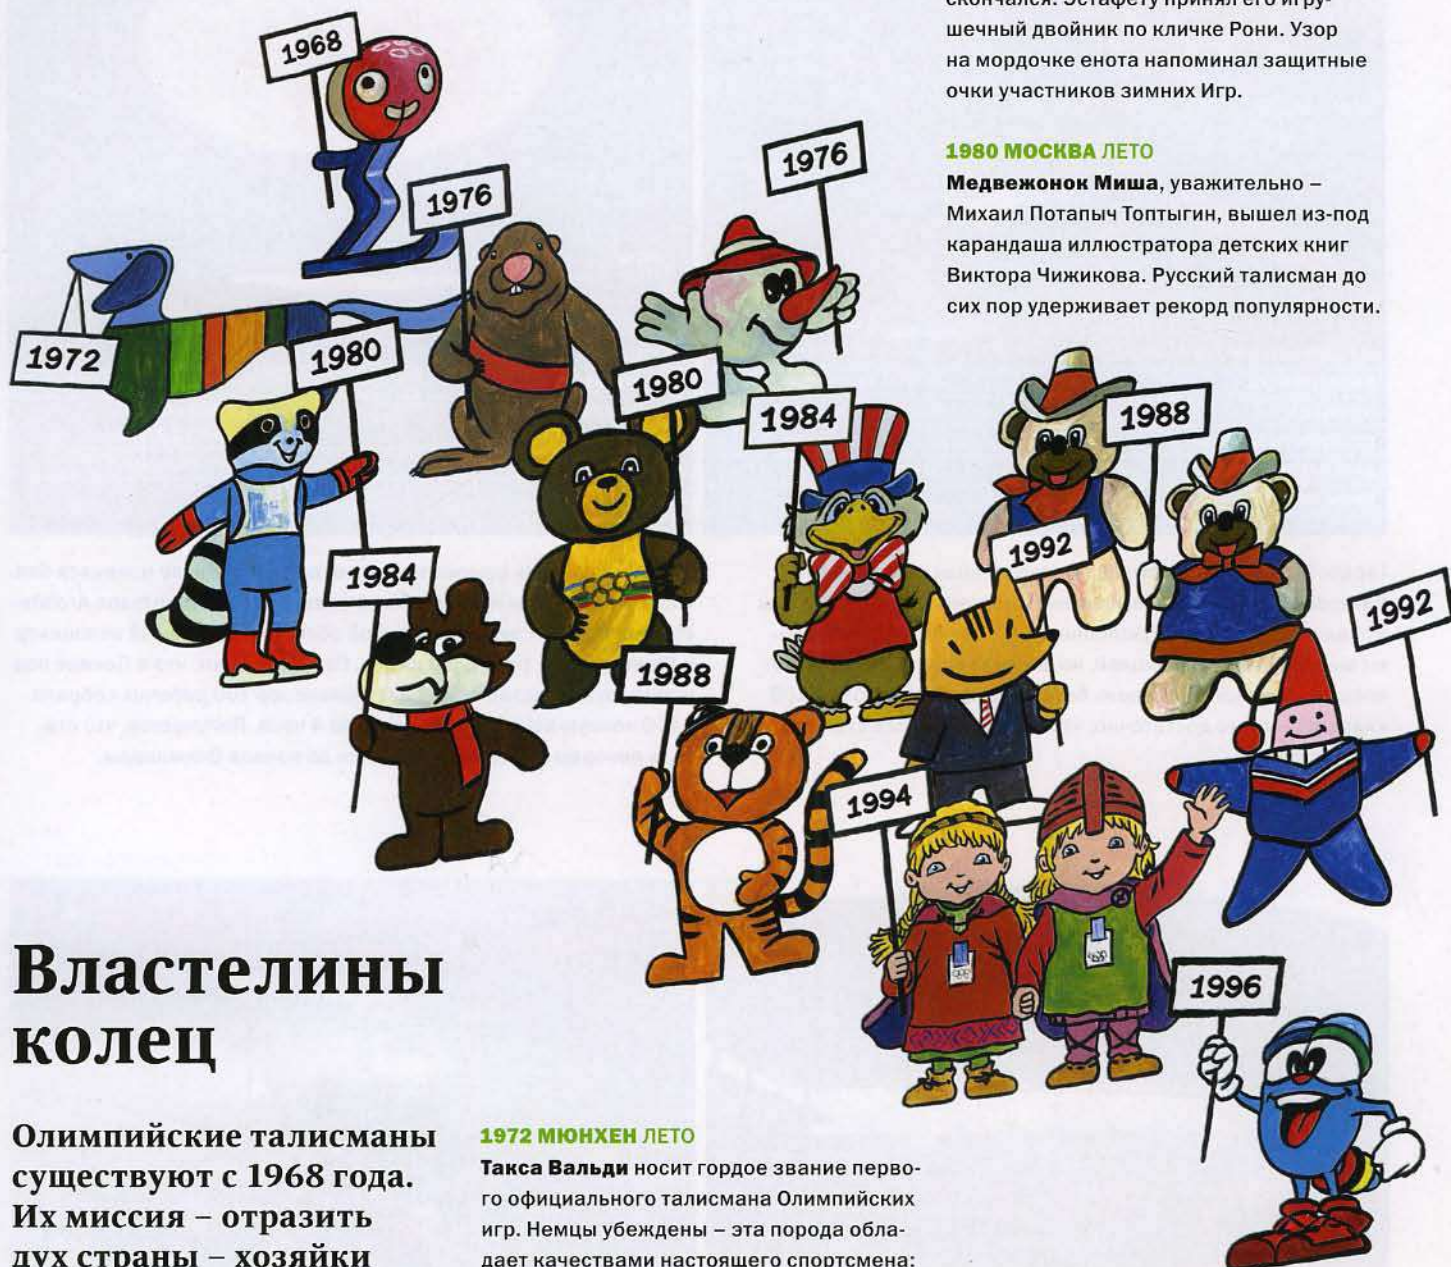 скончался. Эстафету принял его игру-
шечный двойник по кличке Рони. Узор
на мордочке енота напоминал защитные
очки участников зимних Игр.
1980 МОСКВА ЛЕТО
Медвежонок Миша, уважительно –
Михаил Потапыч Топтыгин, вышел из-под
карандаша иллюстратора детских книг
Виктора Чижикова. Русский талисман до
сих пор удерживает рекорд популярности.
1968
1976
1976
1972
1980
1980
1984
1988
1992
1984
1992
1988
1994
1996
Властелины
колец
Олимпийские талисманы
существуют с 1968 года.
Их миссия – отразить
дух страны – хозяйки
1972 МЮНХЕН ЛЕТО
Такса Вальди носит гордое звание перво-
го официального талисмана Олимпийских
игр. Немцы убеждены – эта порода обла-
дает качествами настоящего спортсмена: